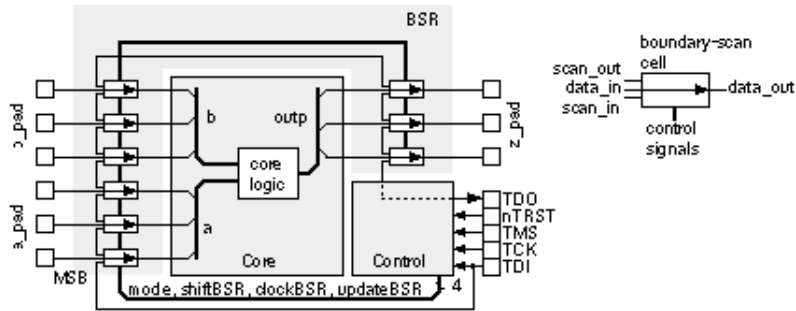 BSR
boundary-scan
cell
scan_out
data_in
scan_in
data_out
control
signals
b
outp
core
logic
a
Core
Control
MSB
TDO
nTRST
TMS
TCK
TDI
mode, shiftBSR, clockBSR, updateBSR
4
a_pad